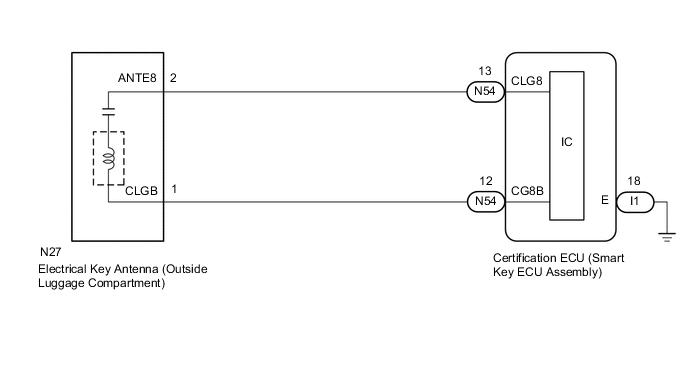 ANTE8
2
13
N54
CLG8
IC
CLGB
1
12
N54
CG8B
18
E
I1
N27
Electrical Key Antenna (Outside
Luggage Compartment)
Certification ECU (Smart
Key ECU Assembly)